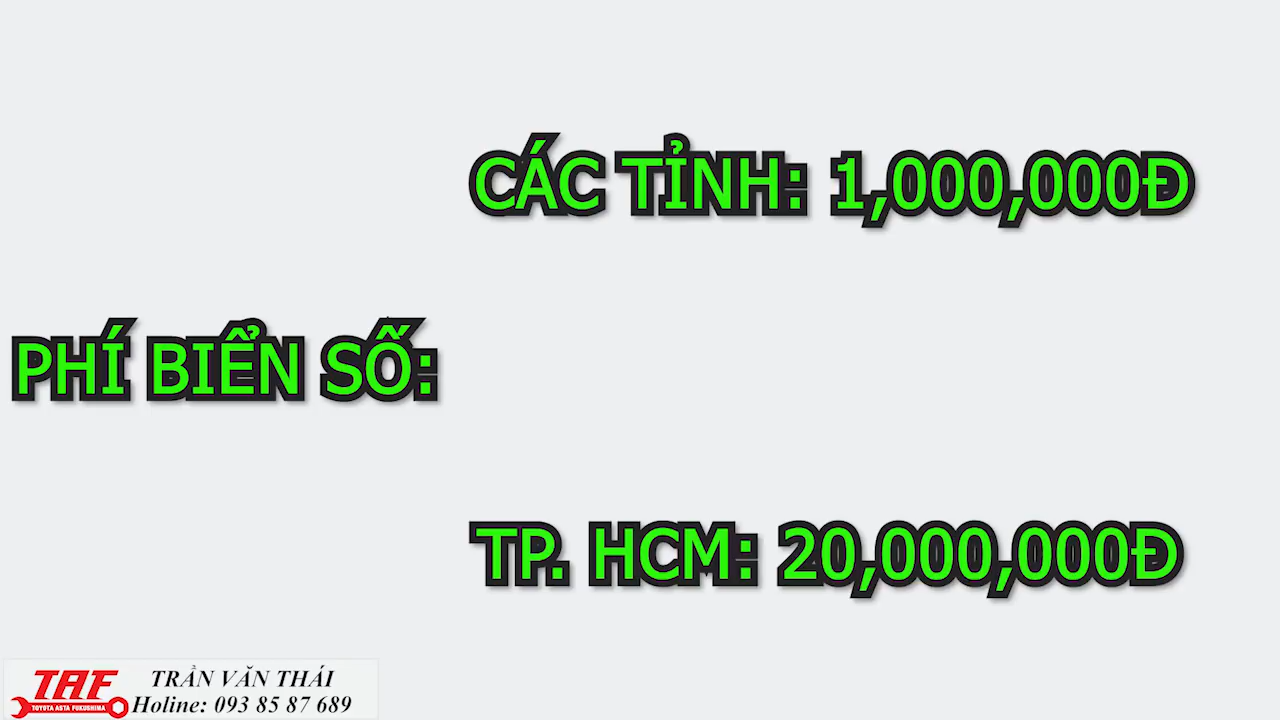 CÁC TỈNH: 1,000,000Đ
PHÍ BIỂN SỐ:
TP. HCM: 20,000,000Đ
TAF
TOYOTA ASTA FUKUSHIMA
TRẦN VĂN THÁI
Holine: 093 85 87 689